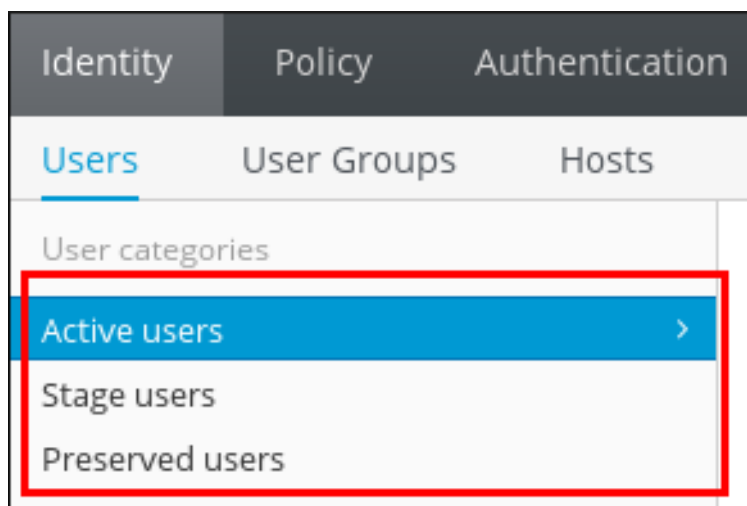 Identity Policy Authentication
Users User Groups Hosts
User categories
Active users
Stage users
Preserved users